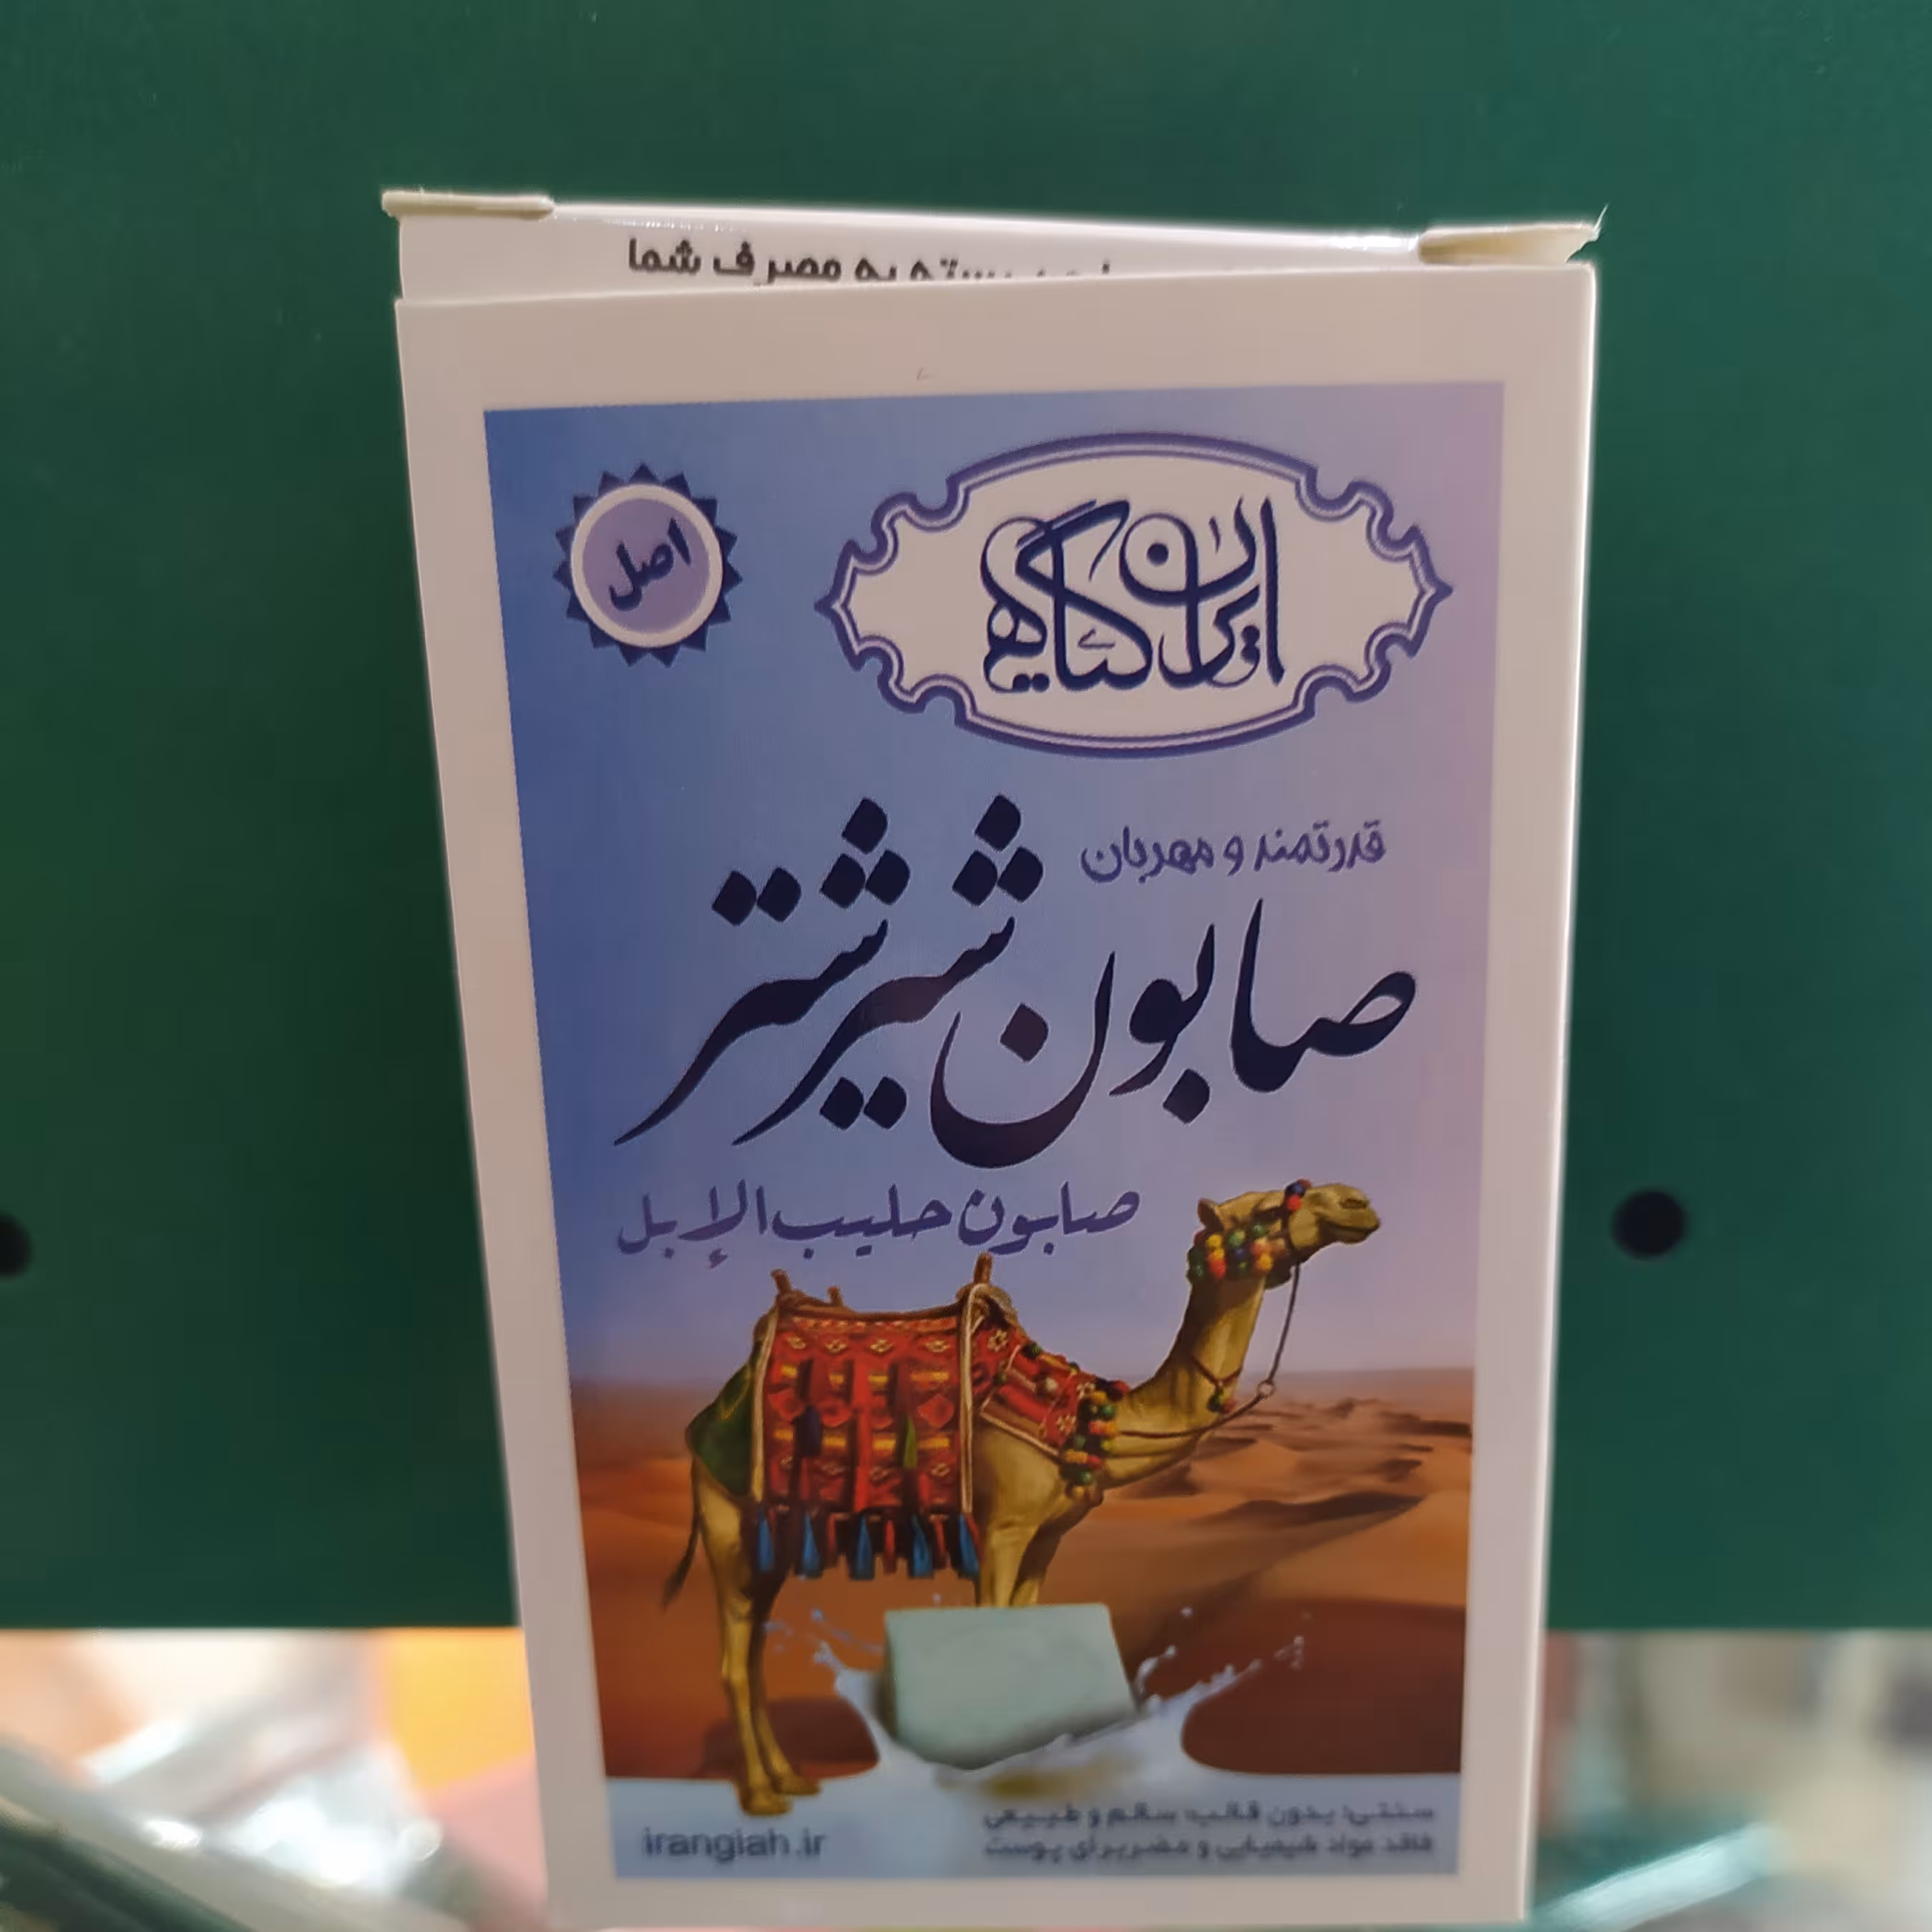 به مصرف شما
ایران گیاه
اصل
قدرتمند و مهربان
صابون شیر شتر
صابون حلیب الإبل
سنتی، بدون قالب، سالم و طبیعی
فاقد مواد شیمیایی و مضر برای پوست
irangiah.ir